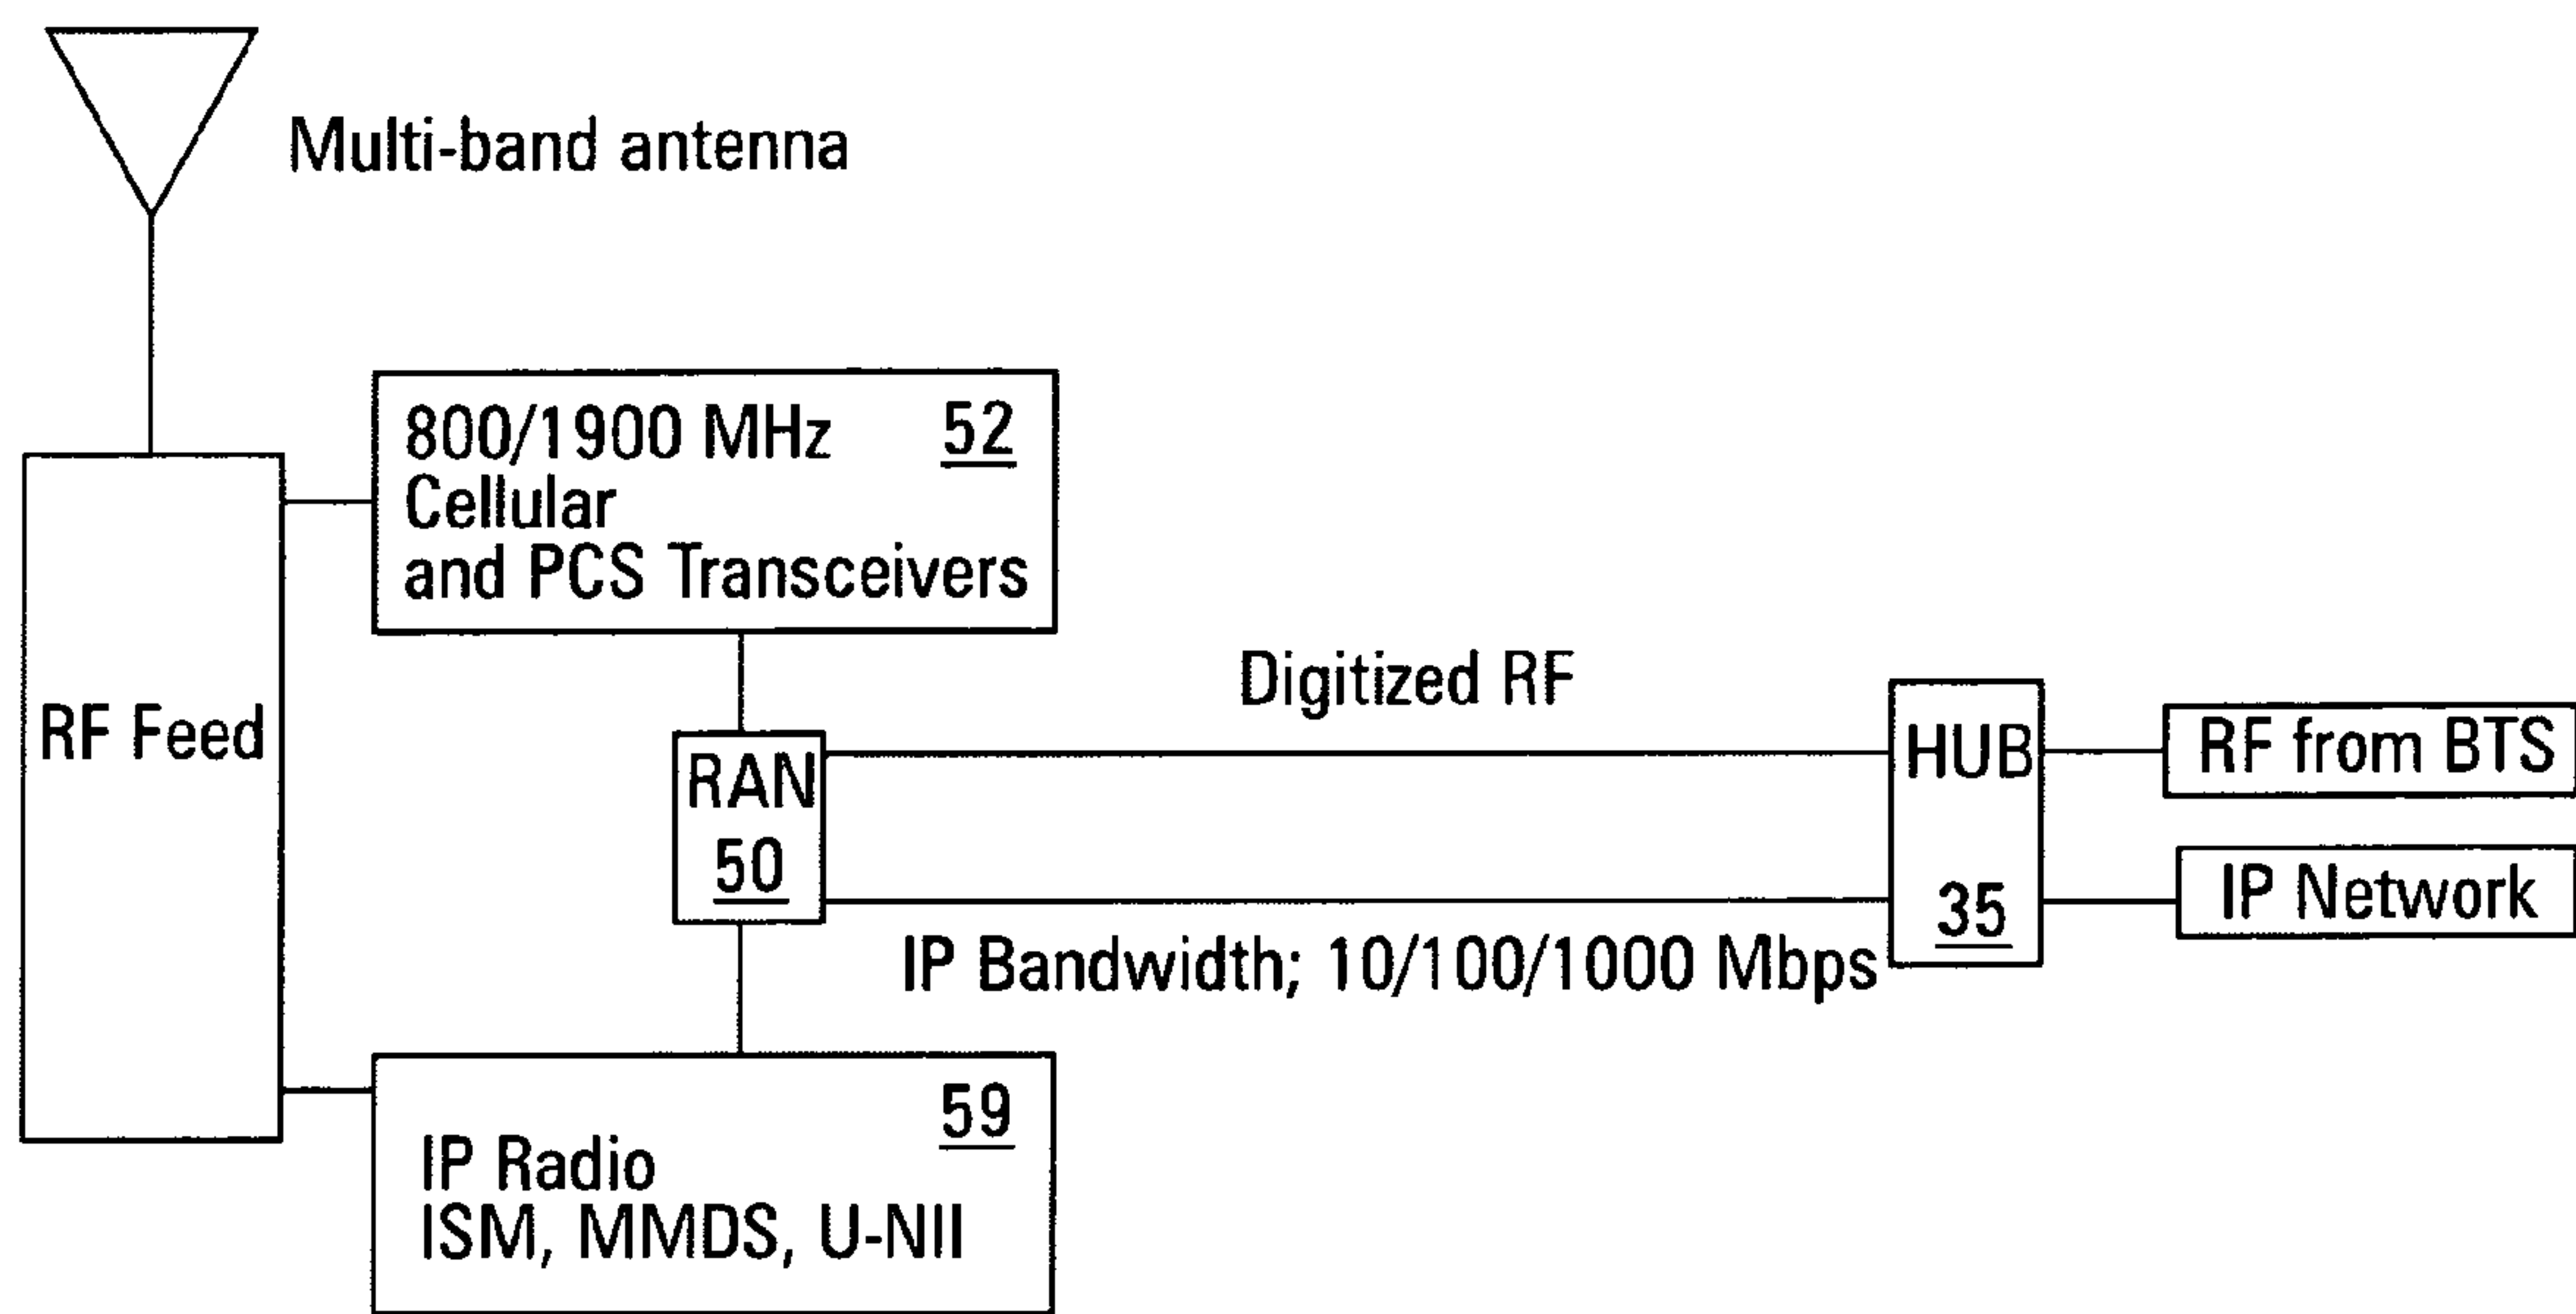 Multi-band antenna
800/1900 MHz 52
Cellular
and PCS Transceivers
RF Feed
Digitized RF
RAN
50
HUB
35
RF from BTS
IP Network
IP Bandwidth; 10/100/1000 Mbps
59
IP Radio
ISM, MMDS, U-NII